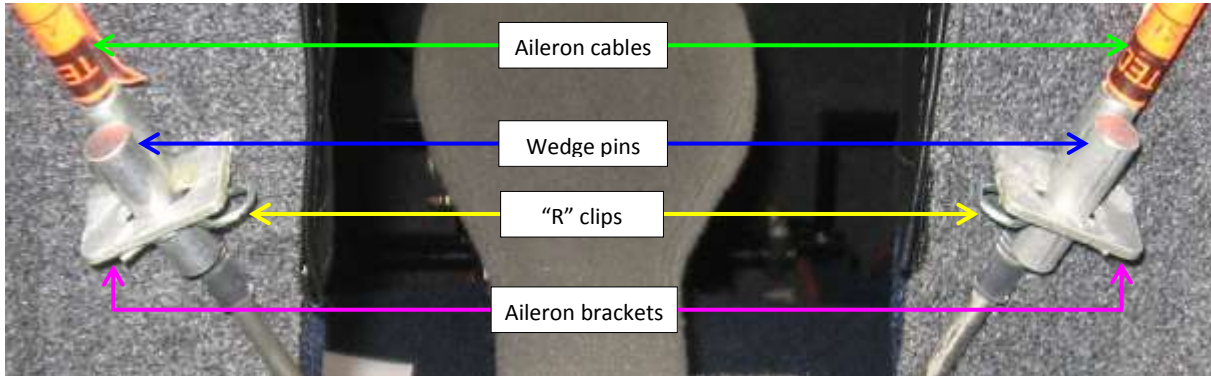 Aileron cables
Wedge pins
“R” clips
Aileron brackets